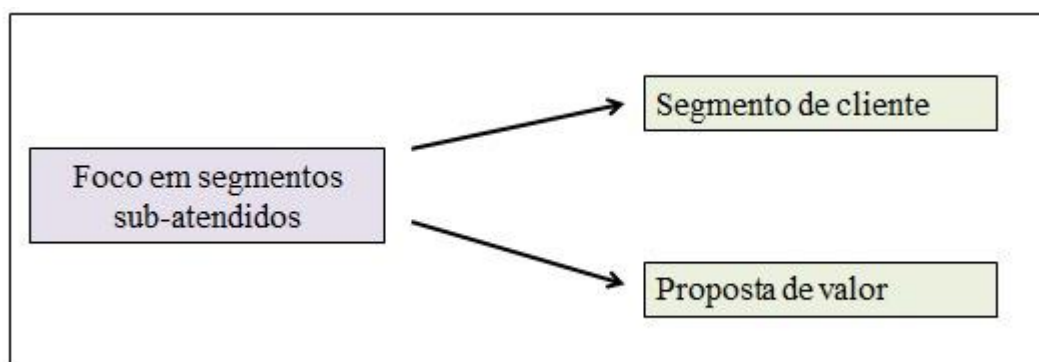 Segmento de cliente
Foco em segmentos
sub-atendidos
Proposta de valor